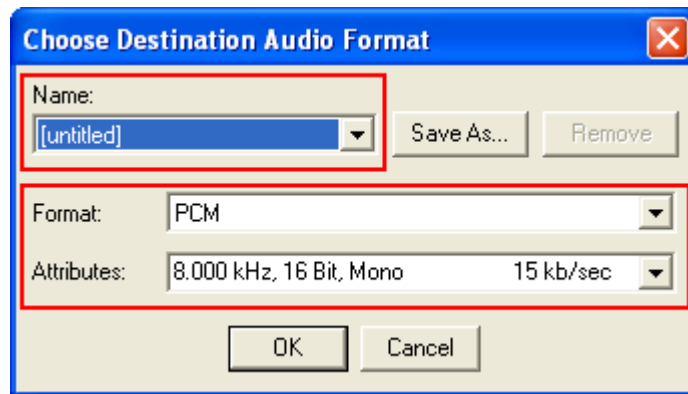 Choose Destination Audio Format
Name:
[untitled]
Save As...
Remove
Format:
PCM
Attributes:
8.000 kHz, 16 Bit, Mono 15 kb/sec
OK
Cancel